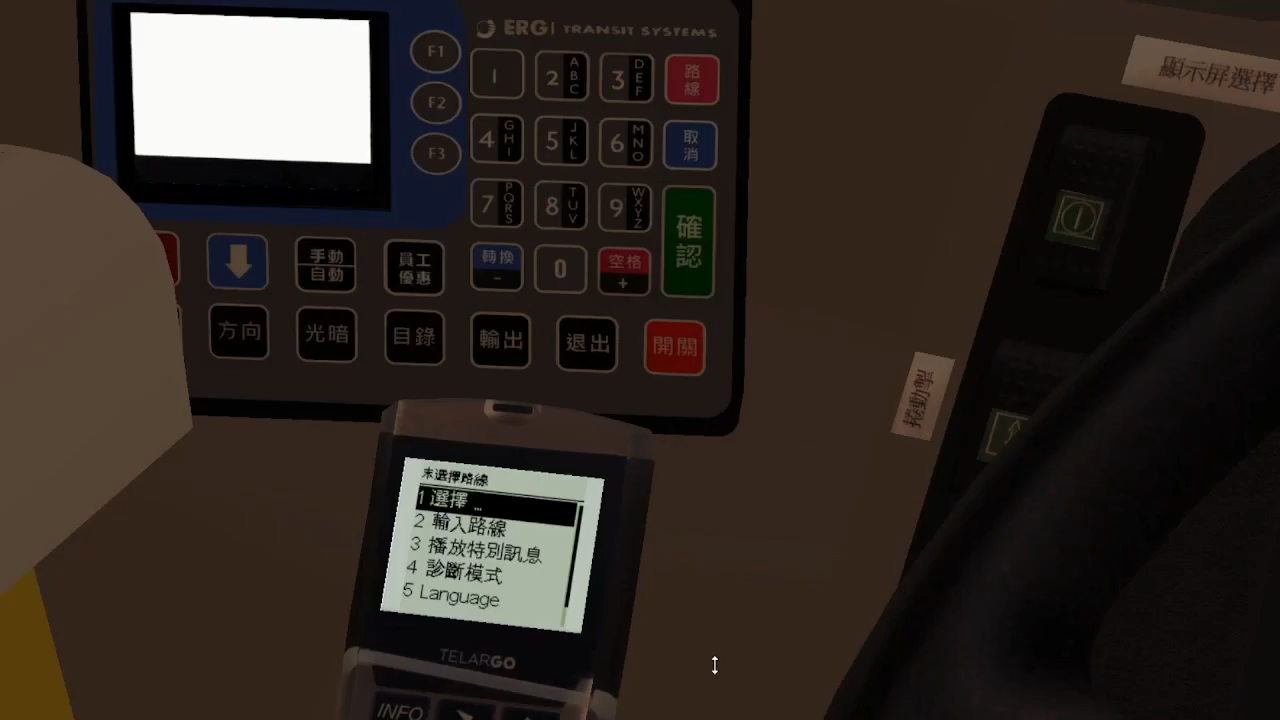 ERG | TRANSIT SYSTEMS
F1
F2
F3
1
2 ABC
3 DEF
路線
4 GHI
5 JKL
6 MNO
取消
7 PQRS
8 TUV
9 WXYZ
確認
手動
自動
員工
優惠
轉換
-
0
空格
+
方向
光暗
目錄
輸出
退出
開關
顯示屏選擇
未選擇路線
1 選擇 ...
2 輸入路線
3 播放特別訊息
4 診斷模式
5 Language
TELARGO
INFO